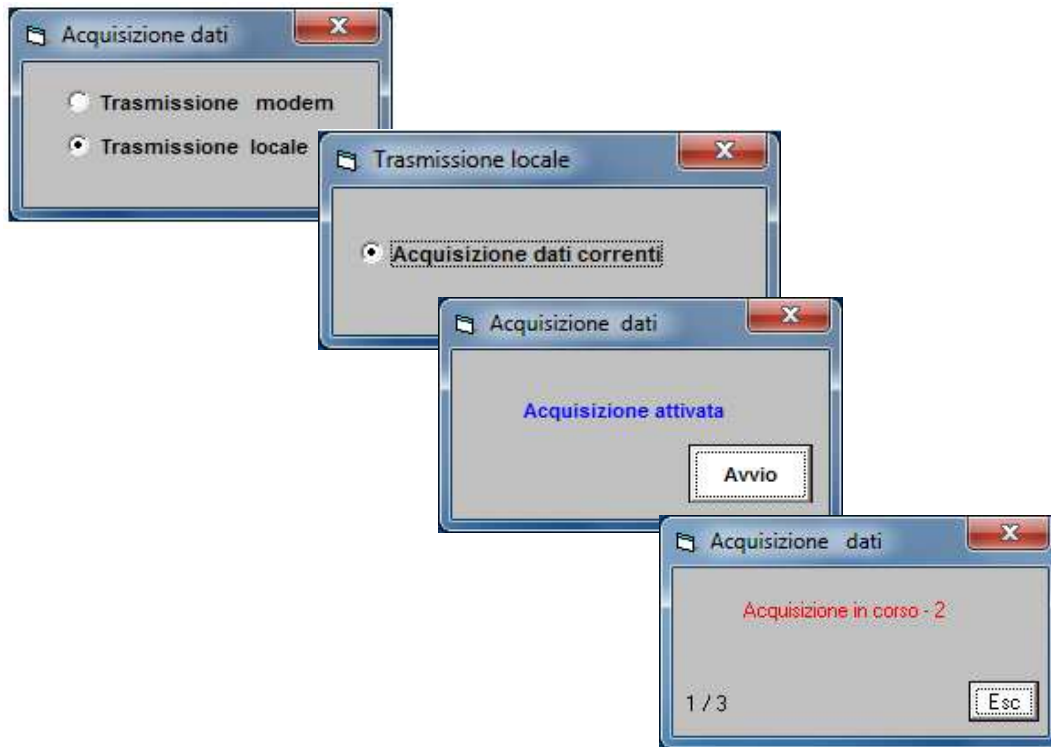 Acquisizione dati
Trasmissione modem
Trasmissione locale
Trasmissione locale
Acquisizione dati correnti
Acquisizione dati
Acquisizione attivata
Avvio
Acquisizione dati
Acquisizione in corso - 2
1 / 3
Esc